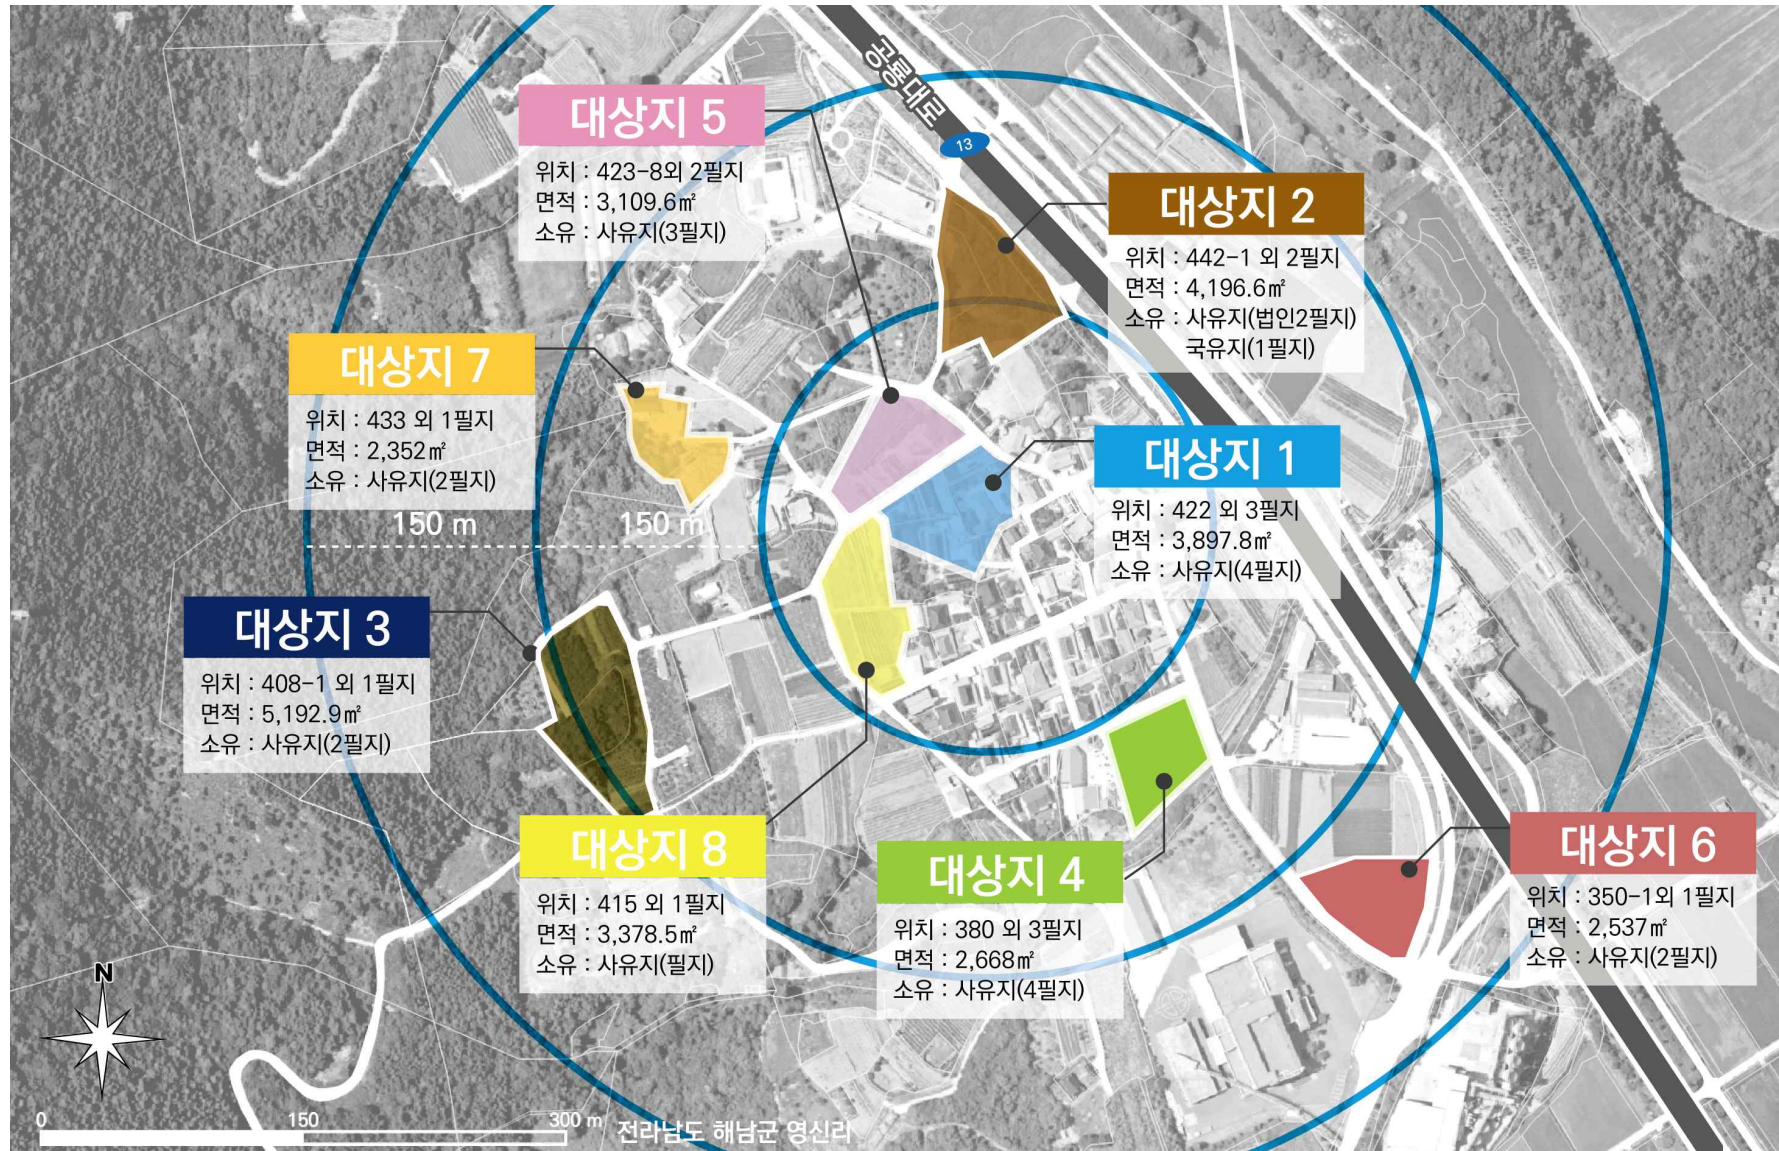 공룡대로
13
대상지 5
위치 : 423-8외 2필지
면적 : 3,109.6㎡
소유 : 사유지(3필지)
대상지 2
위치 : 442-1 외 2필지
면적 : 4,196.6㎡
소유 : 사유지(법인2필지)
국유지(1필지)
대상지 7
위치 : 433 외 1필지
면적 : 2,352㎡
소유 : 사유지(2필지)
대상지 1
위치 : 422 외 3필지
면적 : 3,897.8㎡
소유 : 사유지(4필지)
150 m
150 m
대상지 3
위치 : 408-1 외 1필지
면적 : 5,192.9㎡
소유 : 사유지(2필지)
대상지 8
위치 : 415 외 1필지
면적 : 3,378.5㎡
소유 : 사유지(필지)
대상지 4
위치 : 380 외 3필지
면적 : 2,668㎡
소유 : 사유지(4필지)
대상지 6
위치 : 350-1외 1필지
면적 : 2,537㎡
소유 : 사유지(2필지)
N
0 150 300 m
전라남도 해남군 영신리